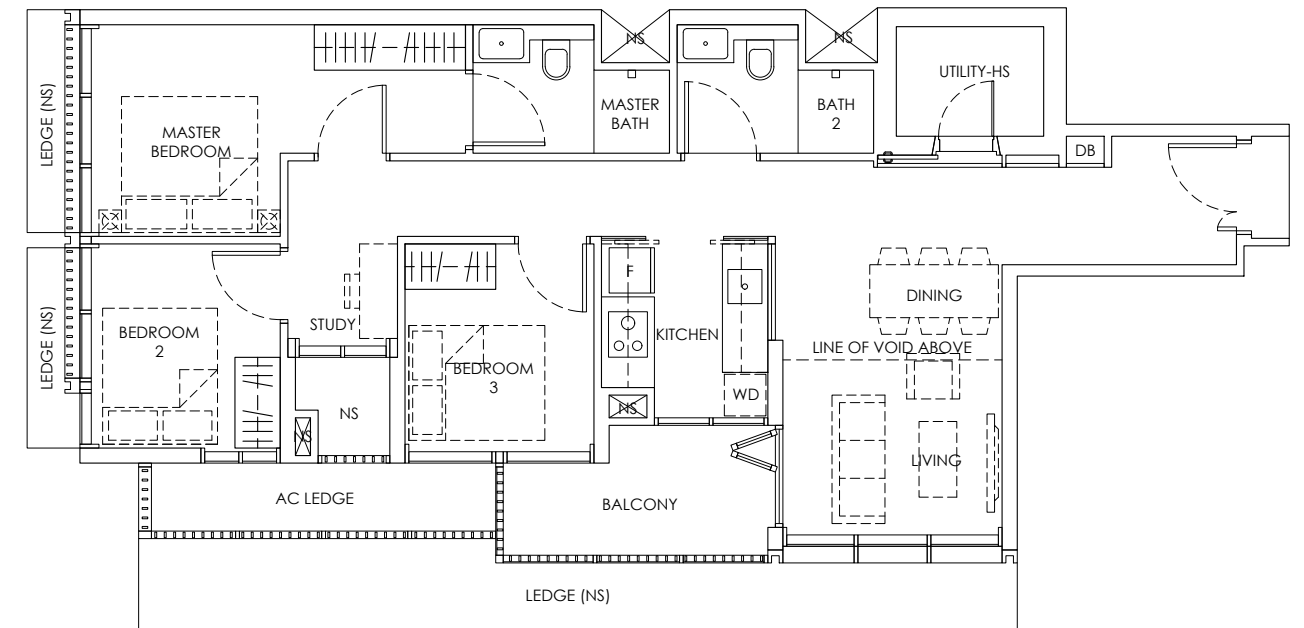 NS
NS
UTILITY-HS
LEDGE (NS)
MASTER
BEDROOM
MASTER
BATH
BATH
2
DB
F
DINING
LEDGE (NS)
BEDROOM
2
STUDY
KITCHEN
LINE OF VOID ABOVE
BEDROOM
3
WD
NS
NS
NS
LIVING
AC LEDGE
BALCONY
LEDGE (NS)